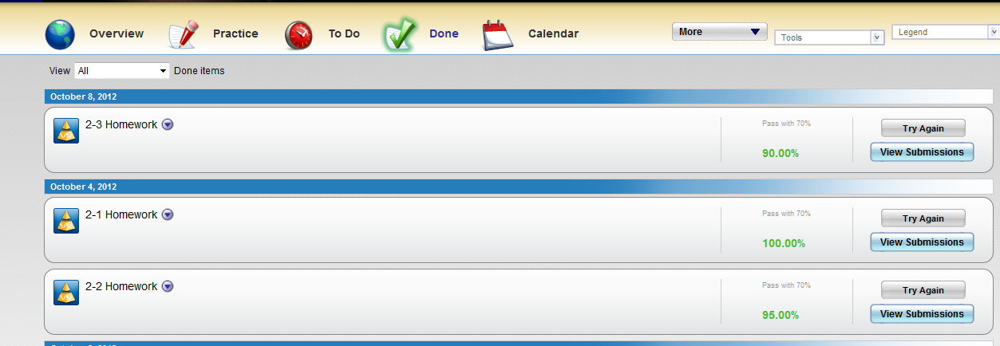 Overview Practice To Do Done Calendar More Tools Legend
View All Done items
October 8, 2012
2-3 Homework Pass with 70% Try Again
90.00% View Submissions
October 4, 2012
2-1 Homework Pass with 70% Try Again
100.00% View Submissions
2-2 Homework Pass with 70% Try Again
95.00% View Submissions